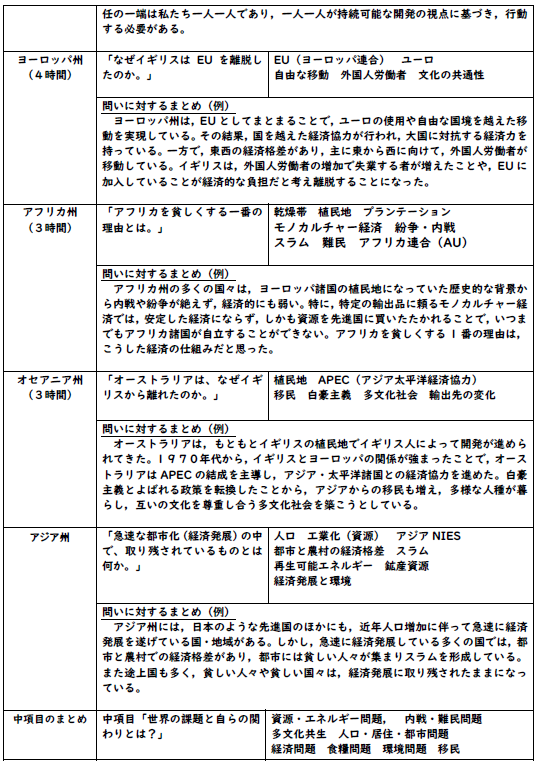 任の一端は私たち一人一人であり，一人一人が持続可能な開発の視点に基づき，行動
する必要がある。
ヨーロッパ州
（４時間）
「なぜイギリスは EU を離脱し
たのか。」
EU（ヨーロッパ連合） ユーロ
自由な移動 外国人労働者 文化の共通性
問いに対するまとめ（例）
ヨーロッパ州は，EU としてまとまることで，ユーロの使用や自由な国境を越えた移
動を実現している。その結果，国を越えた経済協力が行われ，大国に対抗する経済力を
持っている。一方で，東西の経済格差があり，主に東から西に向けて，外国人労働者が
移動している。イギリスは，外国人労働者の増加で失業する者が増えたことや，EU に
加入していることが経済的な負担だと考え離脱することになった。
アフリカ州
（３時間）
「アフリカを貧しくする一番の
理由とは。」
乾燥帯 植民地 プランテーション
モノカルチャー経済 紛争・内戦
スラム 難民 アフリカ連合（AU）
問いに対するまとめ（例）
アフリカ州の多くの国々は，ヨーロッパ諸国の植民地になっていた歴史的な背景か
ら内戦や紛争が絶えず，経済的にも弱い。特に，特定の輸出品に頼るモノカルチャー経
済では，安定した経済にならず，しかも資源を先進国に買いたたかれることで，いつま
でもアフリカ諸国が自立することができない。アフリカを貧しくする１番の理由は，
こうした経済の仕組みだと思った。
オセアニア州
（３時間）
「オーストラリアは、なぜイギ
リスから離れたのか。」
植民地 APEC（アジア太平洋経済協力）
移民 白豪主義 多文化社会 輸出先の変化
問いに対するまとめ（例）
オーストラリアは，もともとイギリスの植民地でイギリス人によって開発が進めら
れてきた。１９７０年代から，イギリスとヨーロッパの関係が強まったことで，オース
トラリアは APEC の結成を主導し，アジア・太平洋諸国との経済協力を進めた。白豪
主義とよばれる政策を転換したことから，アジアからの移民も増え，多様な人種が暮
らし，互いの文化を尊重し合う多文化社会を築こうとしている。
アジア州
「急速な都市化（経済発展）の中
で、取り残されているものとは
何か。」
人口 工業化（資源） アジア NIES
都市と農村の経済格差 スラム
再生可能エネルギー 鉱産資源
経済発展と環境
問いに対するまとめ（例）
アジア州には，日本のような先進国のほかにも，近年人口増加に伴って急速に経済
発展を遂げている国・地域がある。しかし，急速に経済発展している多くの国では，都
市と農村での経済格差があり，都市には貧しい人々が集まりスラムを形成している。
また途上国も多く，貧しい人々や貧しい国々は，経済発展に取り残されたままになっ
ている。
中項目のまとめ
中項目「世界の課題と自らの関
わりとは？」
資源・エネルギー問題， 内戦・難民問題
多文化共生 人口・居住・都市問題
経済問題 食糧問題 環境問題 移民